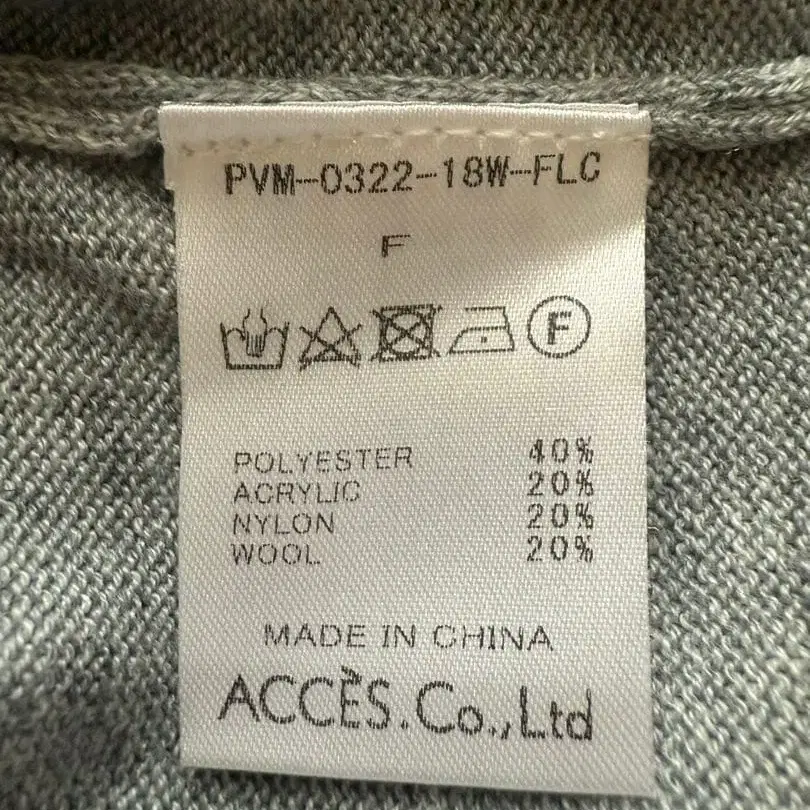 PVM-0322-18W-FLC
F
F
POLYESTER 40%
ACRYLIC 20%
NYLON 20%
WOOL 20%
MADE IN CHINA
ACCÈS.Co.,Ltd